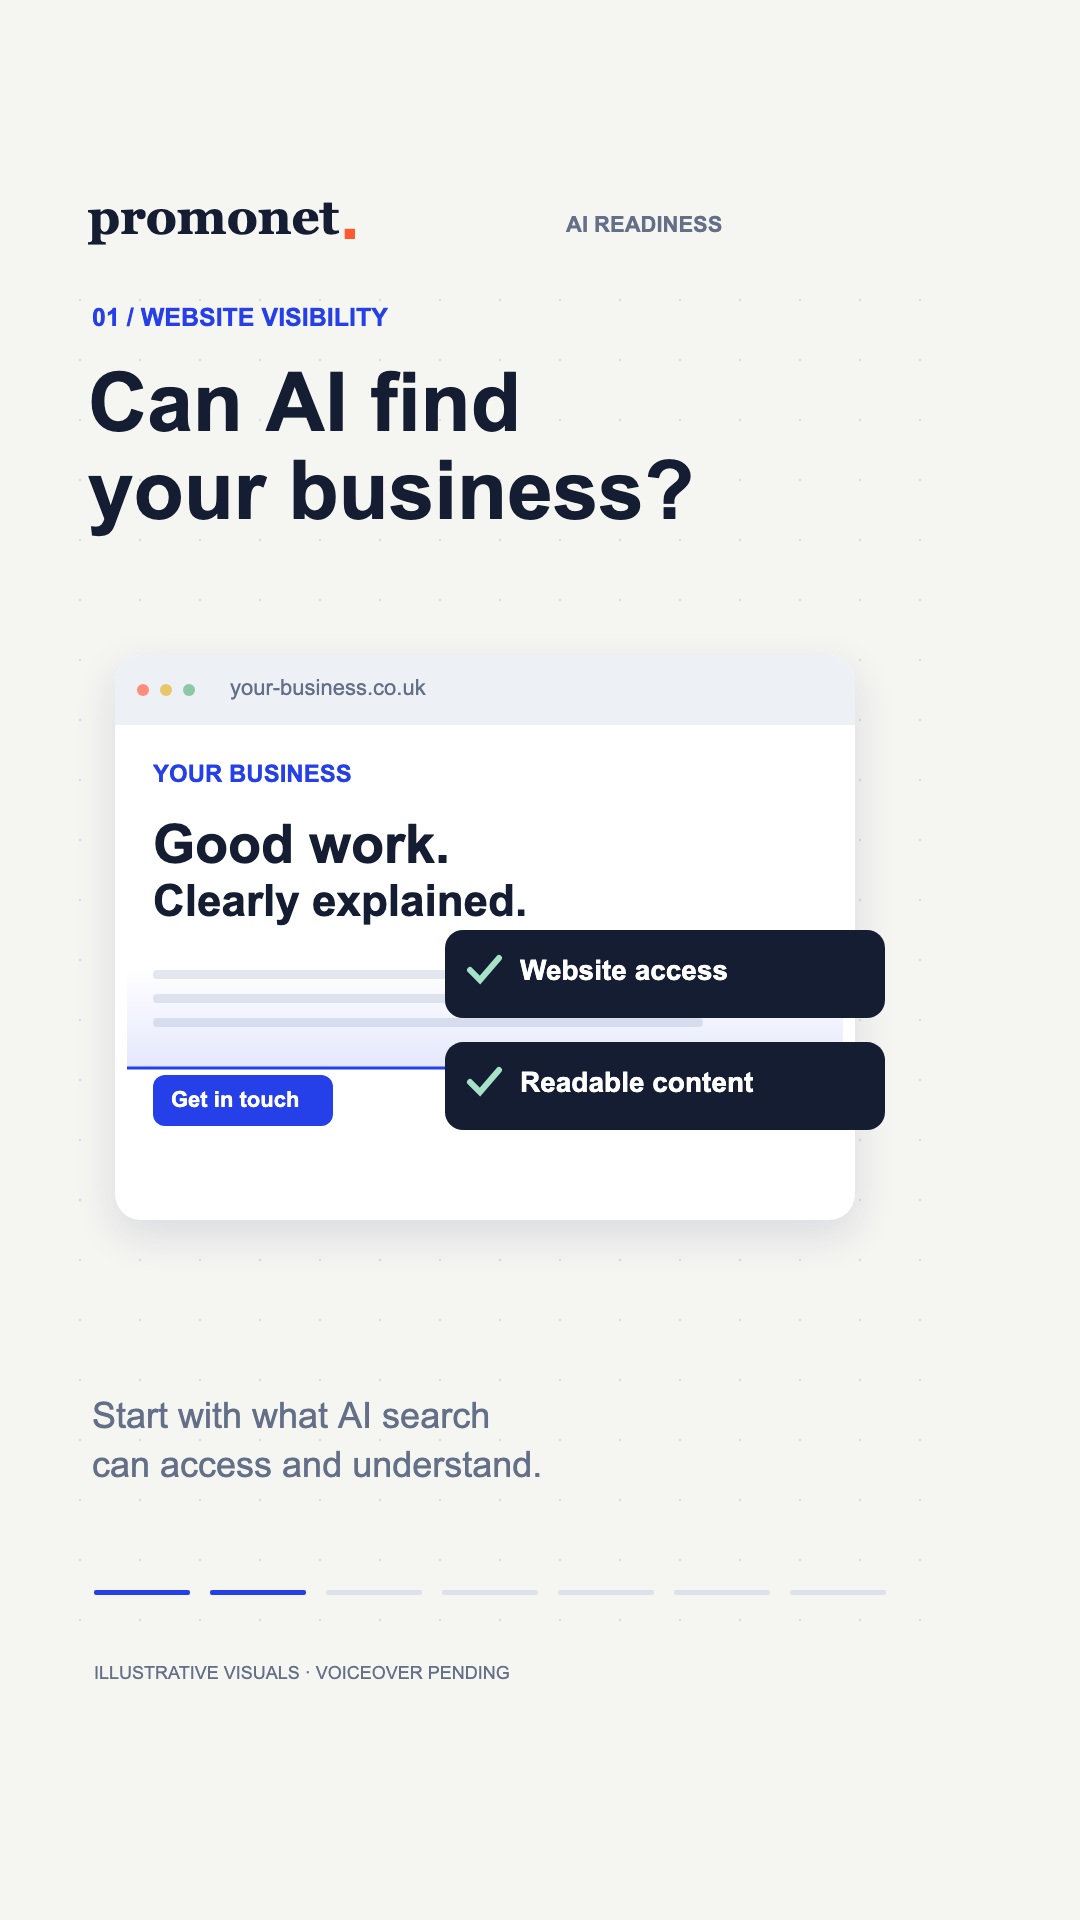 promonet.
AI READINESS
01 / WEBSITE VISIBILITY
Can AI find
your business?
your-business.co.uk
YOUR BUSINESS
Good work.
Clearly explained.
Website access
Readable content
Get in touch
Start with what AI search
can access and understand.
ILLUSTRATIVE VISUALS · VOICEOVER PENDING